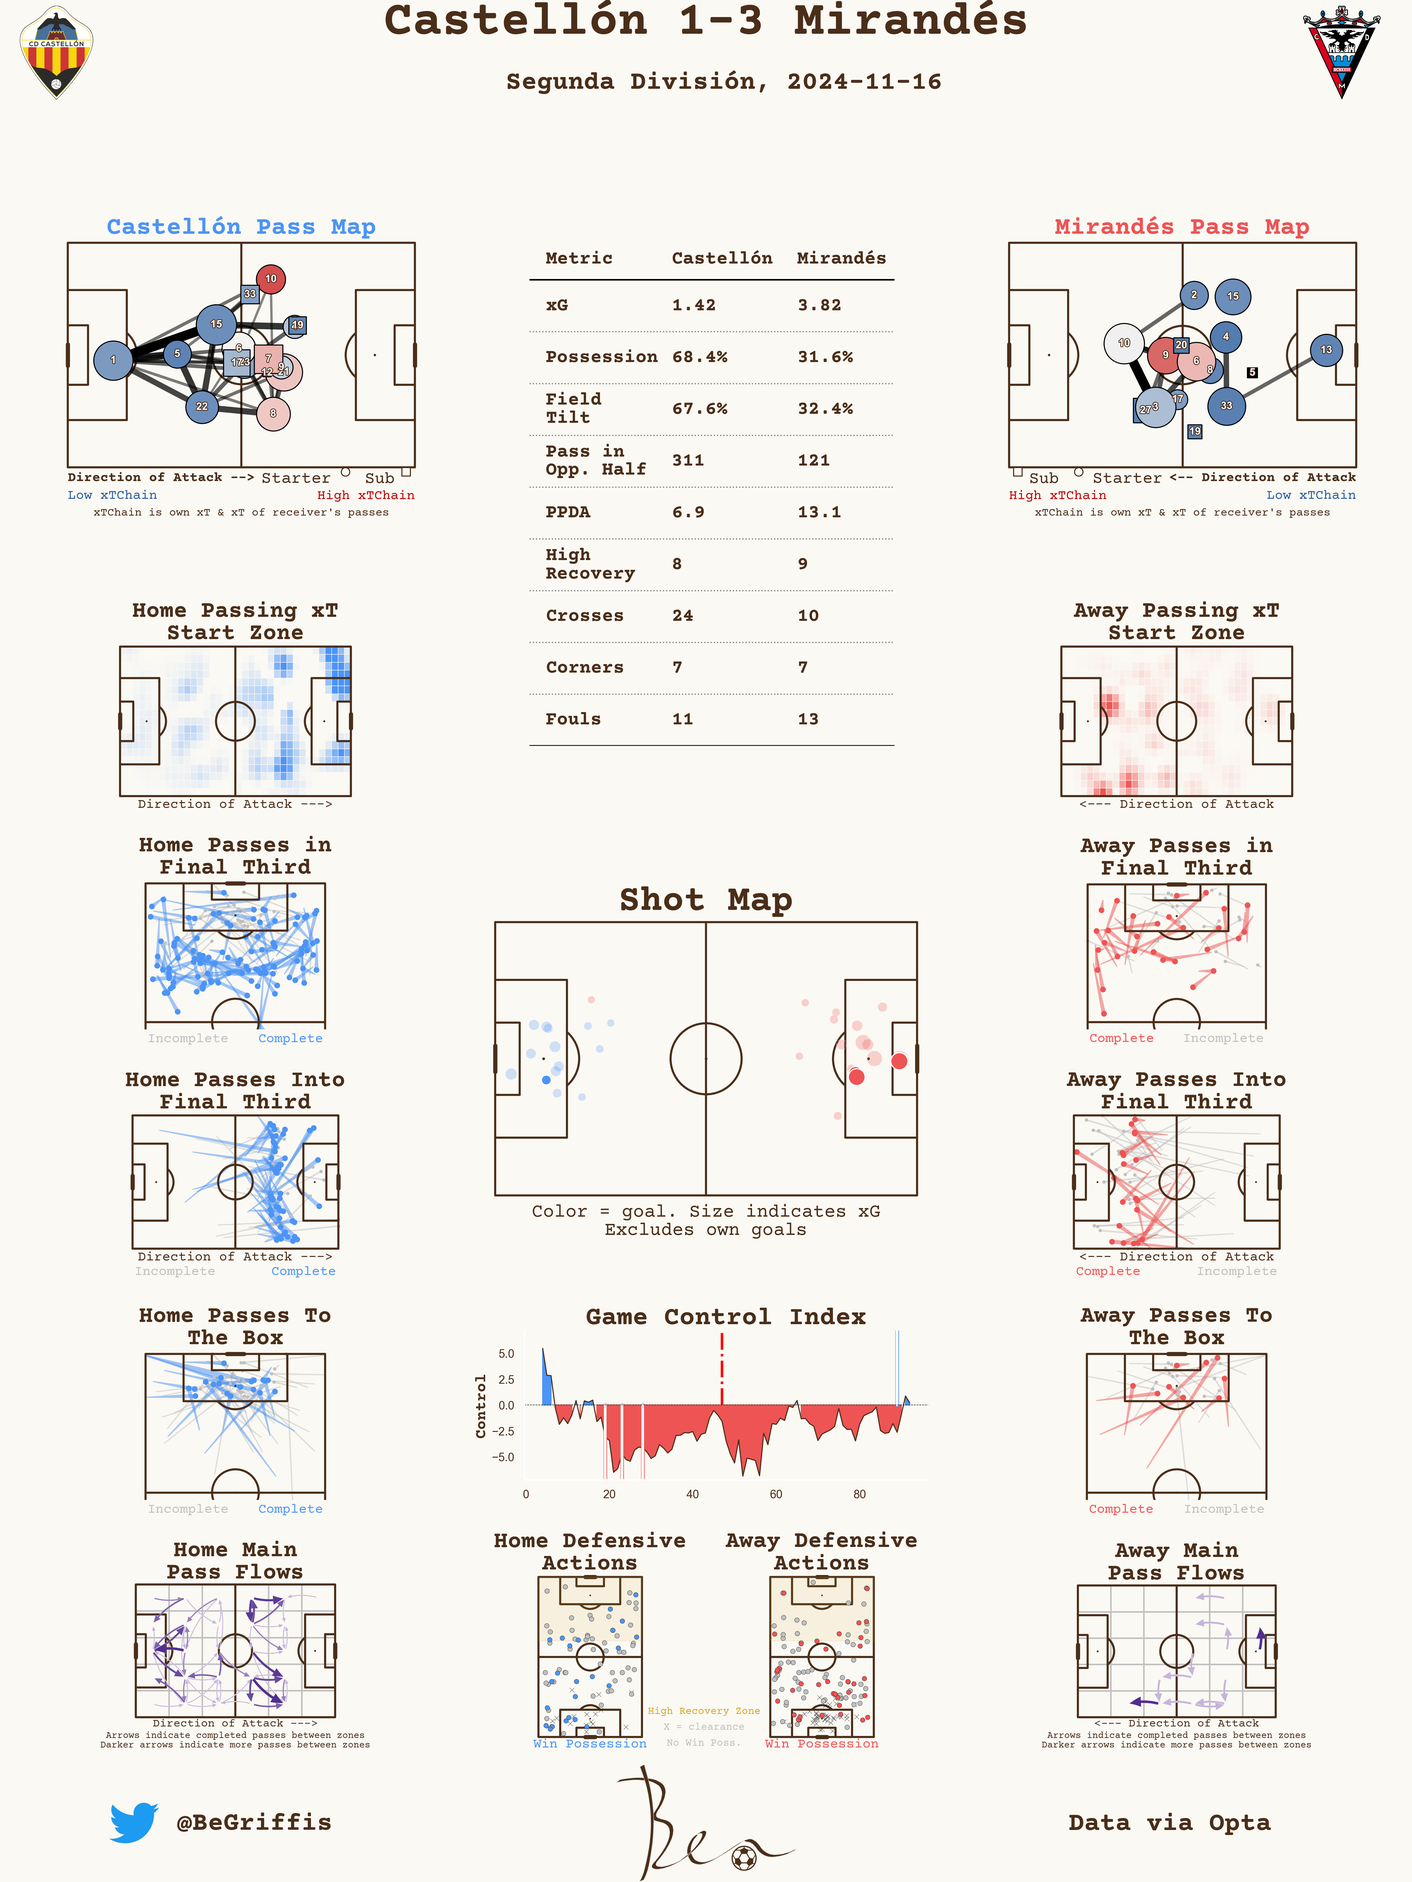 Castellón 1-3 Mirandés
Segunda División, 2024-11-16
CD CASTELLÓN
Castellón Pass Map
10
33
15
19
6
5
1
17
23
7
9
12
21
22
8
Direction of Attack --> Starter Sub
Low xTChain High xTChain
xTChain is own xT & xT of receiver's passes
Metric Castellón Mirandés
xG 1.42 3.82
Possession 68.4% 31.6%
Field
Tilt 67.6% 32.4%
Pass in
Opp. Half 311 121
PPDA 6.9 13.1
High
Recovery 8 9
Crosses 24 10
Corners 7 7
Fouls 11 13
Mirandés Pass Map
2
15
10
4
20
9
6
13
8
5
17
27
3
33
19
Sub Starter <-- Direction of Attack
High xTChain Low xTChain
xTChain is own xT & xT of receiver's passes
Home Passing xT
Start Zone
Direction of Attack --->
Away Passing xT
Start Zone
<--- Direction of Attack
Home Passes in
Final Third
Incomplete Complete
Shot Map
Color = goal. Size indicates xG
Excludes own goals
Away Passes in
Final Third
Complete Incomplete
Home Passes Into
Final Third
Direction of Attack --->
Incomplete Complete
Away Passes Into
Final Third
<--- Direction of Attack
Complete Incomplete
Home Passes To
The Box
Incomplete Complete
Game Control Index
Control
5.0
2.5
0.0
−2.5
−5.0
0 20 40 60 80
Away Passes To
The Box
Complete Incomplete
Home Main
Pass Flows
Direction of Attack --->
Arrows indicate completed passes between zones
Darker arrows indicate more passes between zones
Home Defensive
Actions
Win Possession
High Recovery Zone
X = clearance
No Win Poss.
Away Defensive
Actions
Win Possession
Away Main
Pass Flows
<--- Direction of Attack
Arrows indicate completed passes between zones
Darker arrows indicate more passes between zones
@BeGriffis
Ben
Data via Opta